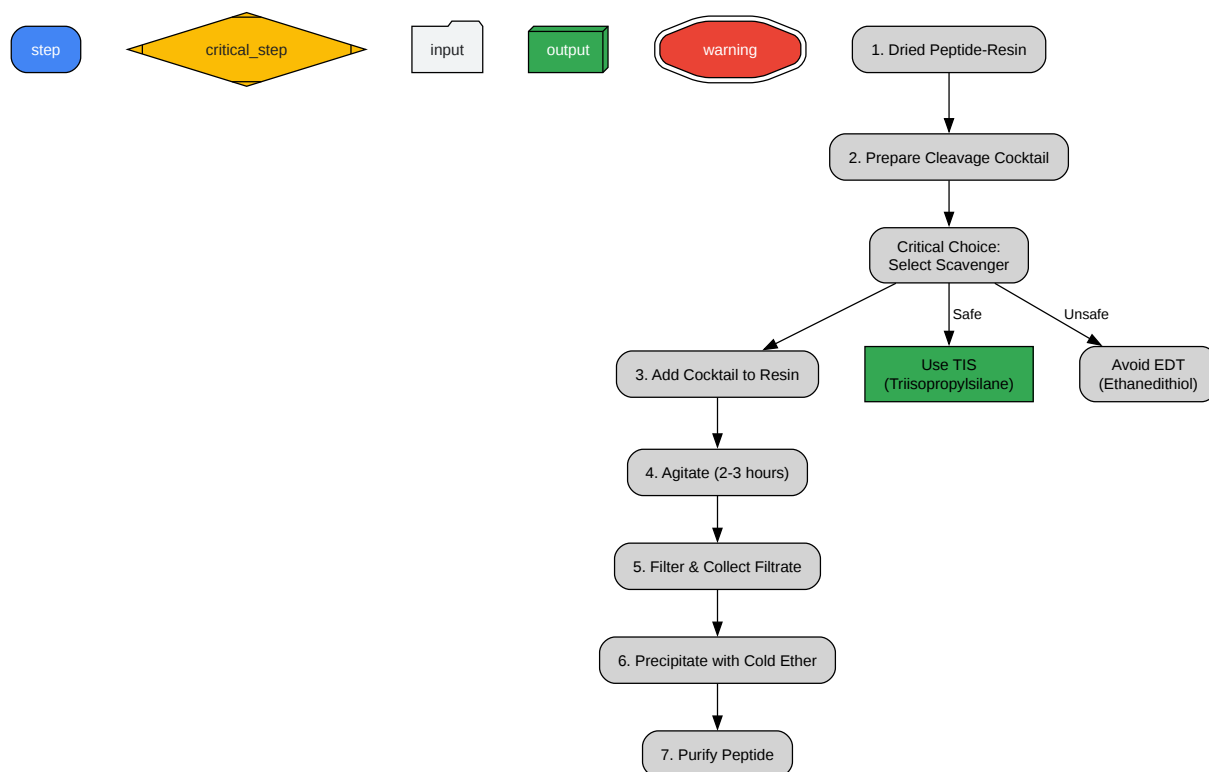 step
critical_step
input
output
warning
1. Dried Peptide-Resin
2. Prepare Cleavage Cocktail
Critical Choice:
Select Scavenger
Safe
Unsafe
3. Add Cocktail to Resin
Use TIS
(Triisopropylsilane)
Avoid EDT
(Ethanedithiol)
4. Agitate (2-3 hours)
5. Filter & Collect Filtrate
6. Precipitate with Cold Ether
7. Purify Peptide